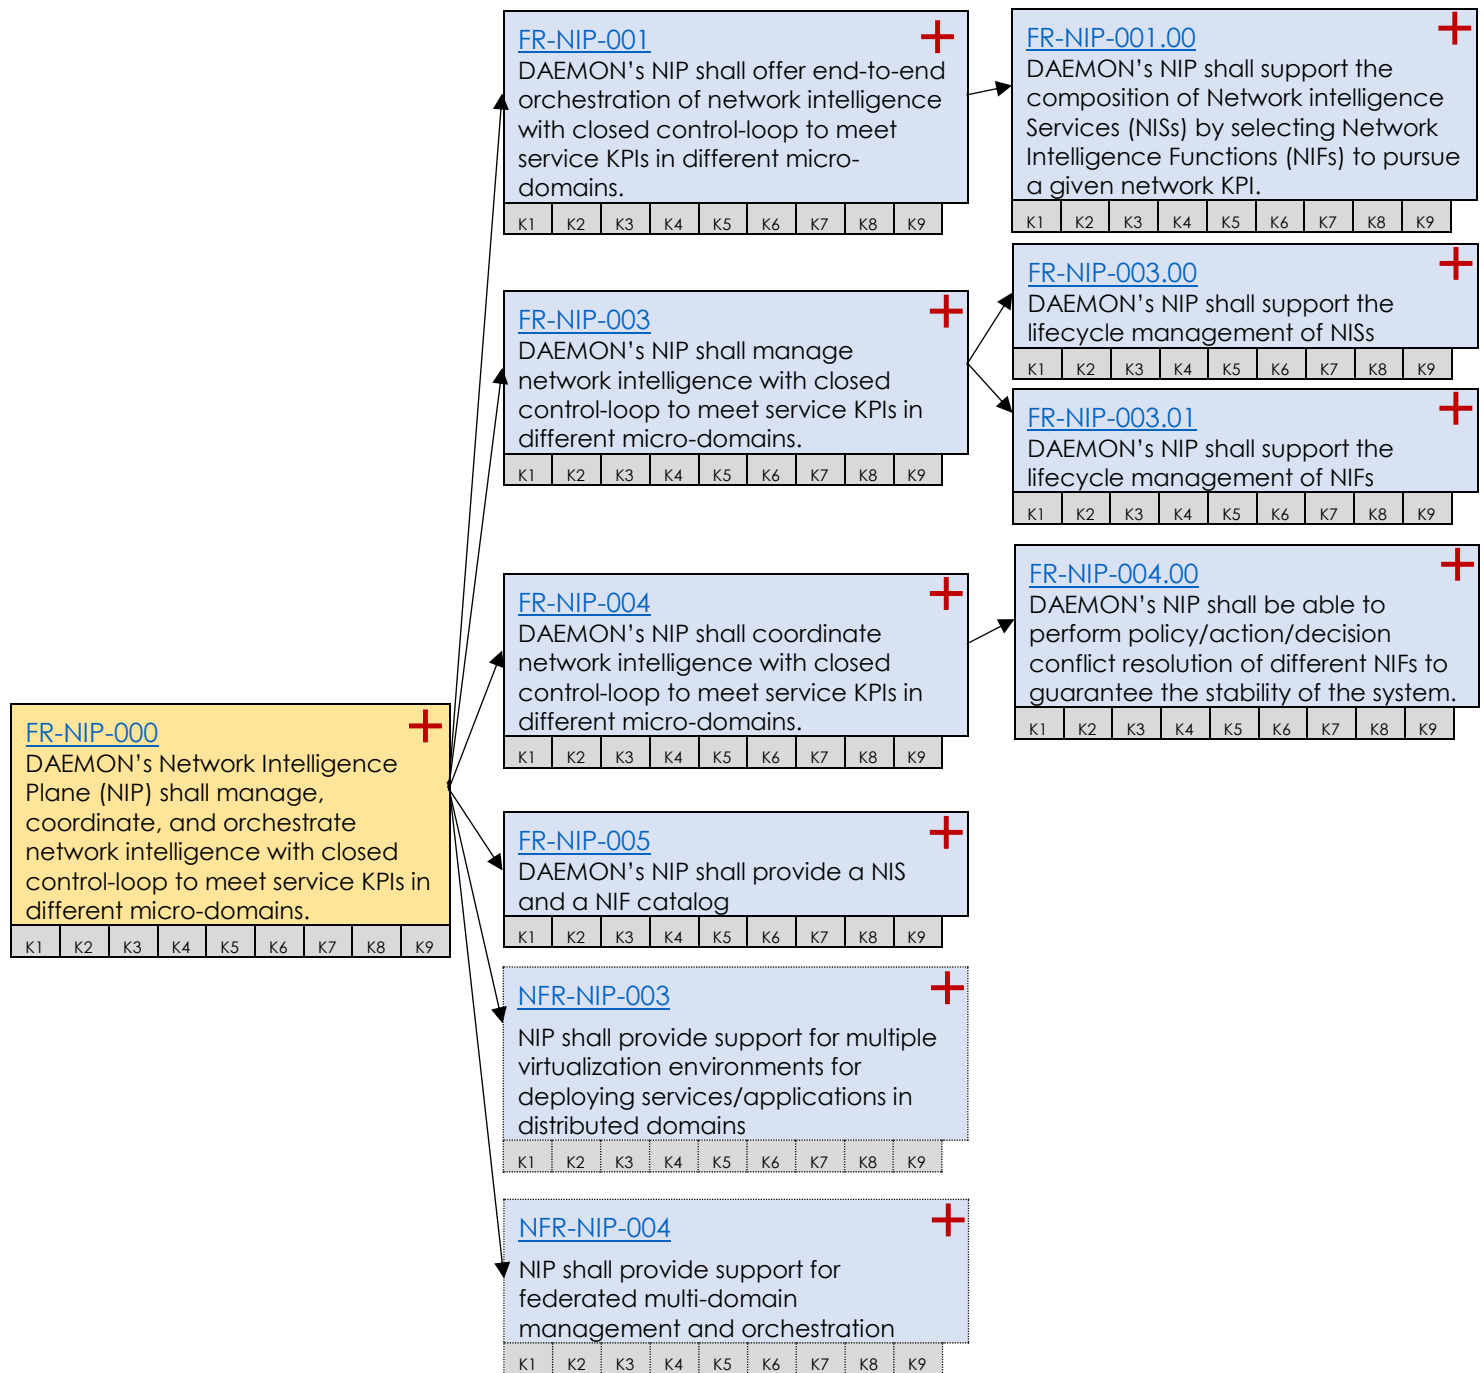 FR-NIP-001
DAEMON's NIP shall offer end-to-end
orchestration of network intelligence
with closed control-loop to meet
service KPIs in different micro-
domains.
K1 K2 K3 K4 K5 K6 K7 K8 K9
FR-NIP-001.00
DAEMON's NIP shall support the
composition of Network intelligence
Services (NISs) by selecting Network
Intelligence Functions (NIFs) to pursue
a given network KPI.
K1 K2 K3 K4 K5 K6 K7 K8 K9
FR-NIP-003
DAEMON's NIP shall manage
network intelligence with closed
control-loop to meet service KPIs in
different micro-domains.
K1 K2 K3 K4 K5 K6 K7 K8 K9
FR-NIP-003.00
DAEMON's NIP shall support the
lifecycle management of NISs
K1 K2 K3 K4 K5 K6 K7 K8 K9
FR-NIP-003.01
DAEMON's NIP shall support the
lifecycle management of NIFs
K1 K2 K3 K4 K5 K6 K7 K8 K9
FR-NIP-004
DAEMON's NIP shall coordinate
network intelligence with closed
control-loop to meet service KPIs in
different micro-domains.
K1 K2 K3 K4 K5 K6 K7 K8 K9
FR-NIP-004.00
DAEMON's NIP shall be able to
perform policy/action/decision
conflict resolution of different NIFs to
guarantee the stability of the system.
K1 K2 K3 K4 K5 K6 K7 K8 K9
FR-NIP-000
DAEMON's Network Intelligence
Plane (NIP) shall manage,
coordinate, and orchestrate
network intelligence with closed
control-loop to meet service KPIs in
different micro-domains.
K1 K2 K3 K4 K5 K6 K7 K8 K9
FR-NIP-005
DAEMON's NIP shall provide a NIS
and a NIF catalog
K1 K2 K3 K4 K5 K6 K7 K8 K9
NFR-NIP-003
NIP shall provide support for multiple
virtualization environments for
deploying services/applications in
distributed domains
K1 K2 K3 K4 K5 K6 K7 K8 K9
NFR-NIP-004
NIP shall provide support for
federated multi-domain
management and orchestration
K1 K2 K3 K4 K5 K6 K7 K8 K9